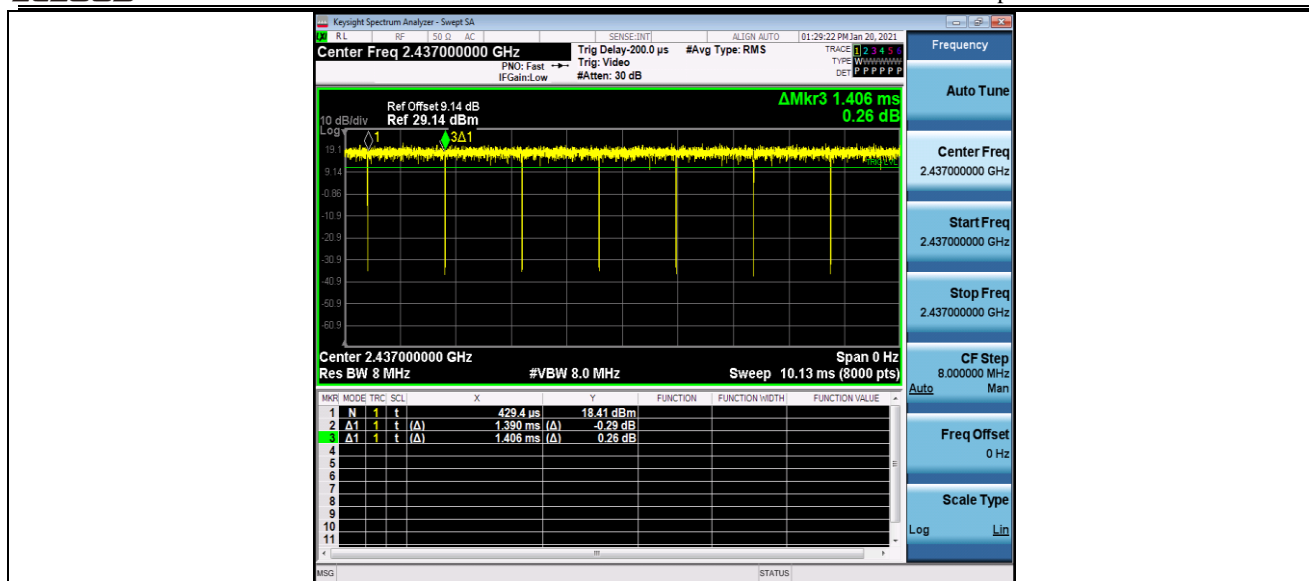 Keysight Spectrum Analyzer - Swept SA
RL RF 50 Ω AC SENSE:INT ALIGN AUTO 01:29:22 PM Jan 20, 2021
Center Freq 2.437000000 GHz Trig Delay-200.0 µs #Avg Type: RMS TRACE 1 2 3 4 5 6
PNO: Fast Trig: Video TYPE WWWWWW
IFGain:Low #Atten: 30 dB DET P P P P P P
Frequency
Auto Tune
Center Freq
2.437000000 GHz
Start Freq
2.437000000 GHz
Stop Freq
2.437000000 GHz
CF Step
8.000000 MHz
Auto Man
Freq Offset
0 Hz
Scale Type
Log Lin
ΔMkr3 1.406 ms
0.26 dB
Ref Offset 9.14 dB
10 dB/div Ref 29.14 dBm
Log
1 3Δ1
19.1
9.14
-0.86
-10.9
-20.9
-30.9
-40.9
-50.9
-60.9
Center 2.437000000 GHz Span 0 Hz
Res BW 8 MHz #VBW 8.0 MHz Sweep 10.13 ms (8000 pts)
MKR MODE TRC SCL X Y FUNCTION FUNCTION WIDTH FUNCTION VALUE
1 N 1 t 429.4 µs 18.41 dBm
2 Δ1 1 t (Δ) 1.390 ms (Δ) -0.29 dB
3 Δ1 1 t (Δ) 1.406 ms (Δ) 0.26 dB
4
5
6
7
8
9
10
11
MSG STATUS